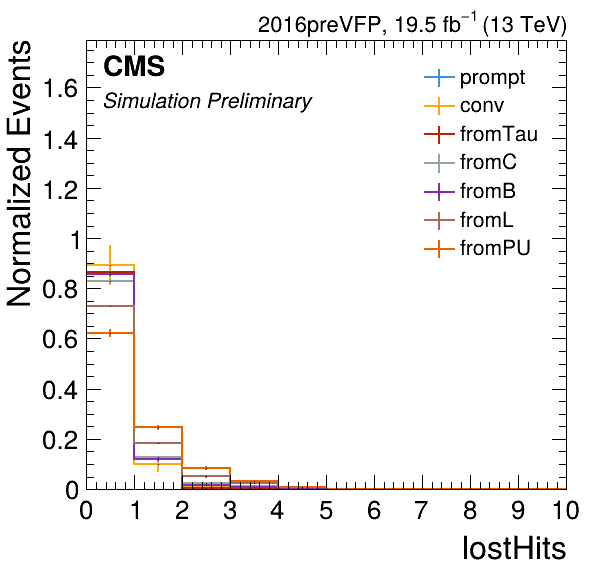 2016preVFP, 19.5 fb⁻¹ (13 TeV)
CMS
Simulation Preliminary
prompt
conv
fromTau
fromC
fromB
fromL
fromPU
Normalized Events
1.6
1.4
1.2
1
0.8
0.6
0.4
0.2
0
0 1 2 3 4 5 6 7 8 9 10
lostHits